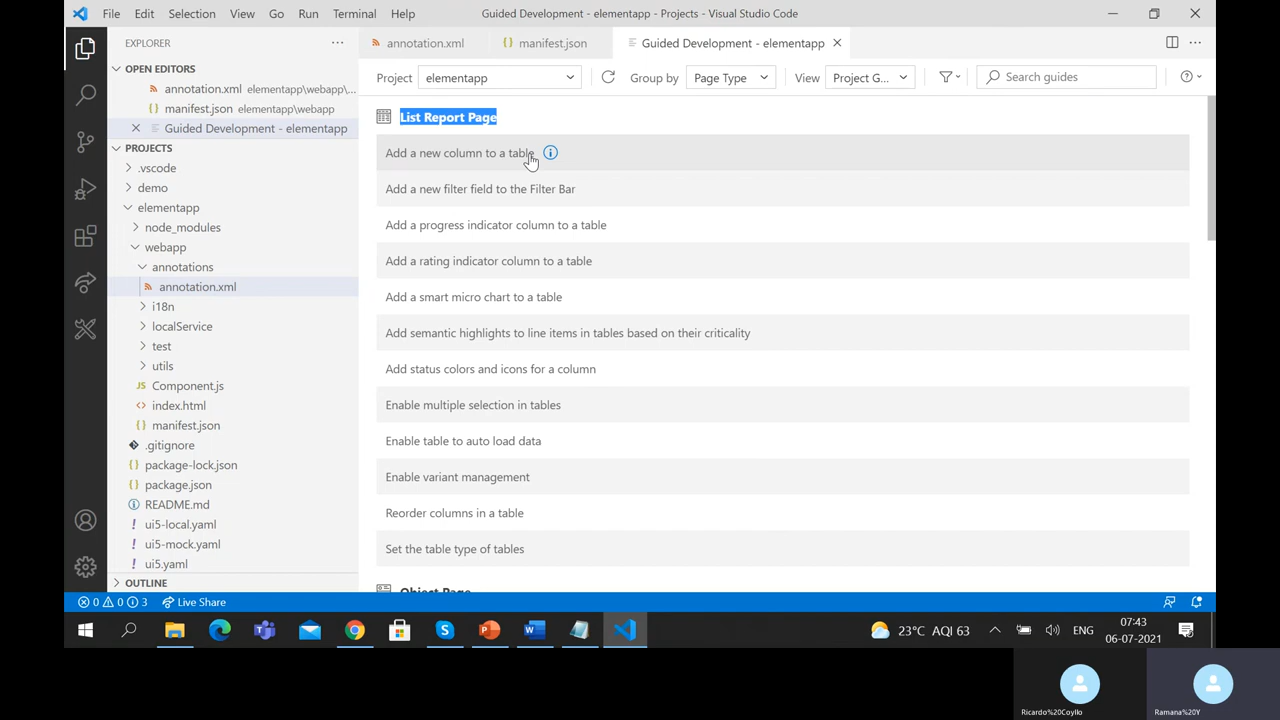 File Edit Selection View Go Run Terminal Help Guided Development - elementapp - Projects - Visual Studio Code
EXPLORER
annotation.xml manifest.json Guided Development - elementapp
OPEN EDITORS
annotation.xml elementapp\webapp\...
manifest.json elementapp\webapp
Guided Development - elementapp
PROJECTS
.vscode
demo
elementapp
node_modules
webapp
annotations
annotation.xml
i18n
localService
test
utils
JS Component.js
<> index.html
{} manifest.json
.gitignore
{} package-lock.json
{} package.json
README.md
! ui5-local.yaml
! ui5-mock.yaml
! ui5.yaml
OUTLINE
Project elementapp Group by Page Type View Project G... Search guides
List Report Page
Add a new column to a table
Add a new filter field to the Filter Bar
Add a progress indicator column to a table
Add a rating indicator column to a table
Add a smart micro chart to a table
Add semantic highlights to line items in tables based on their criticality
Add status colors and icons for a column
Enable multiple selection in tables
Enable table to auto load data
Enable variant management
Reorder columns in a table
Set the table type of tables
Object Page
0 0 3 Live Share
23°C AQI 63 ENG 07:43
06-07-2021
Ricardo%20Coyllo Ramana%20Y